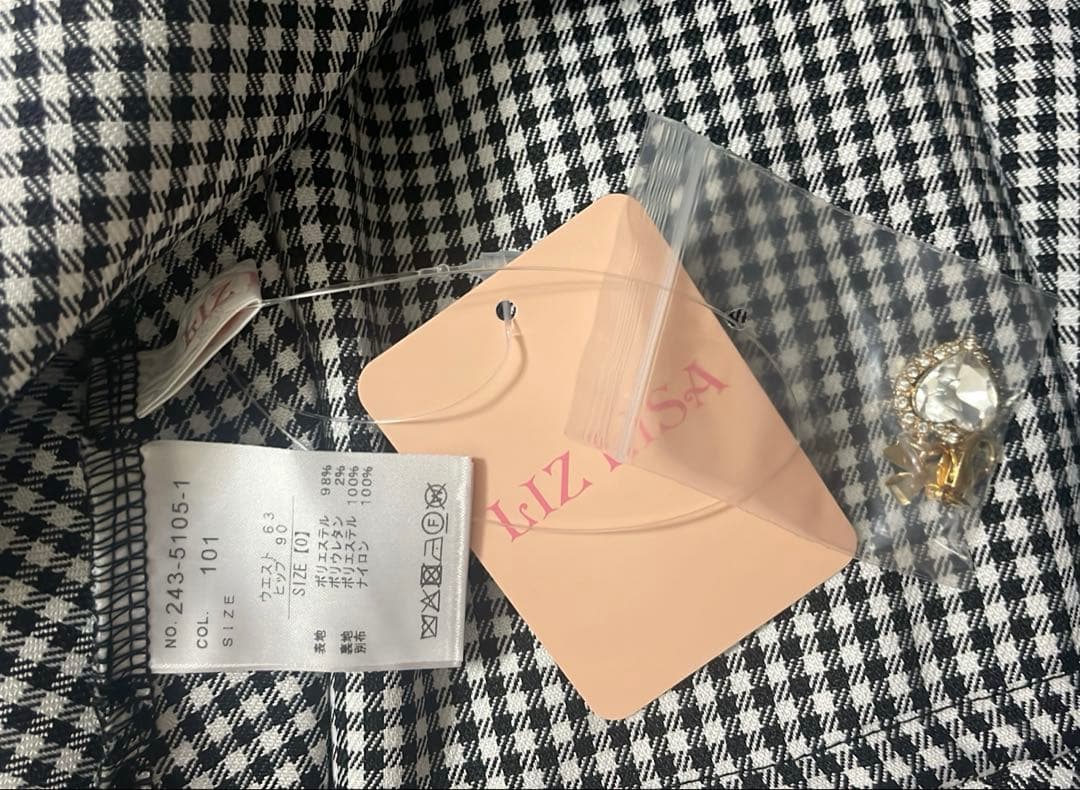 LIZ
LIZ LISA
NO. 243-5105-1
COL. 101
SIZE
ウエスト 63
ヒップ 90
SIZE【0】
表地 ポリエステル 98%
ポリウレタン 2%
裏地 ポリエステル 100%
別布 ナイロン 100%
F